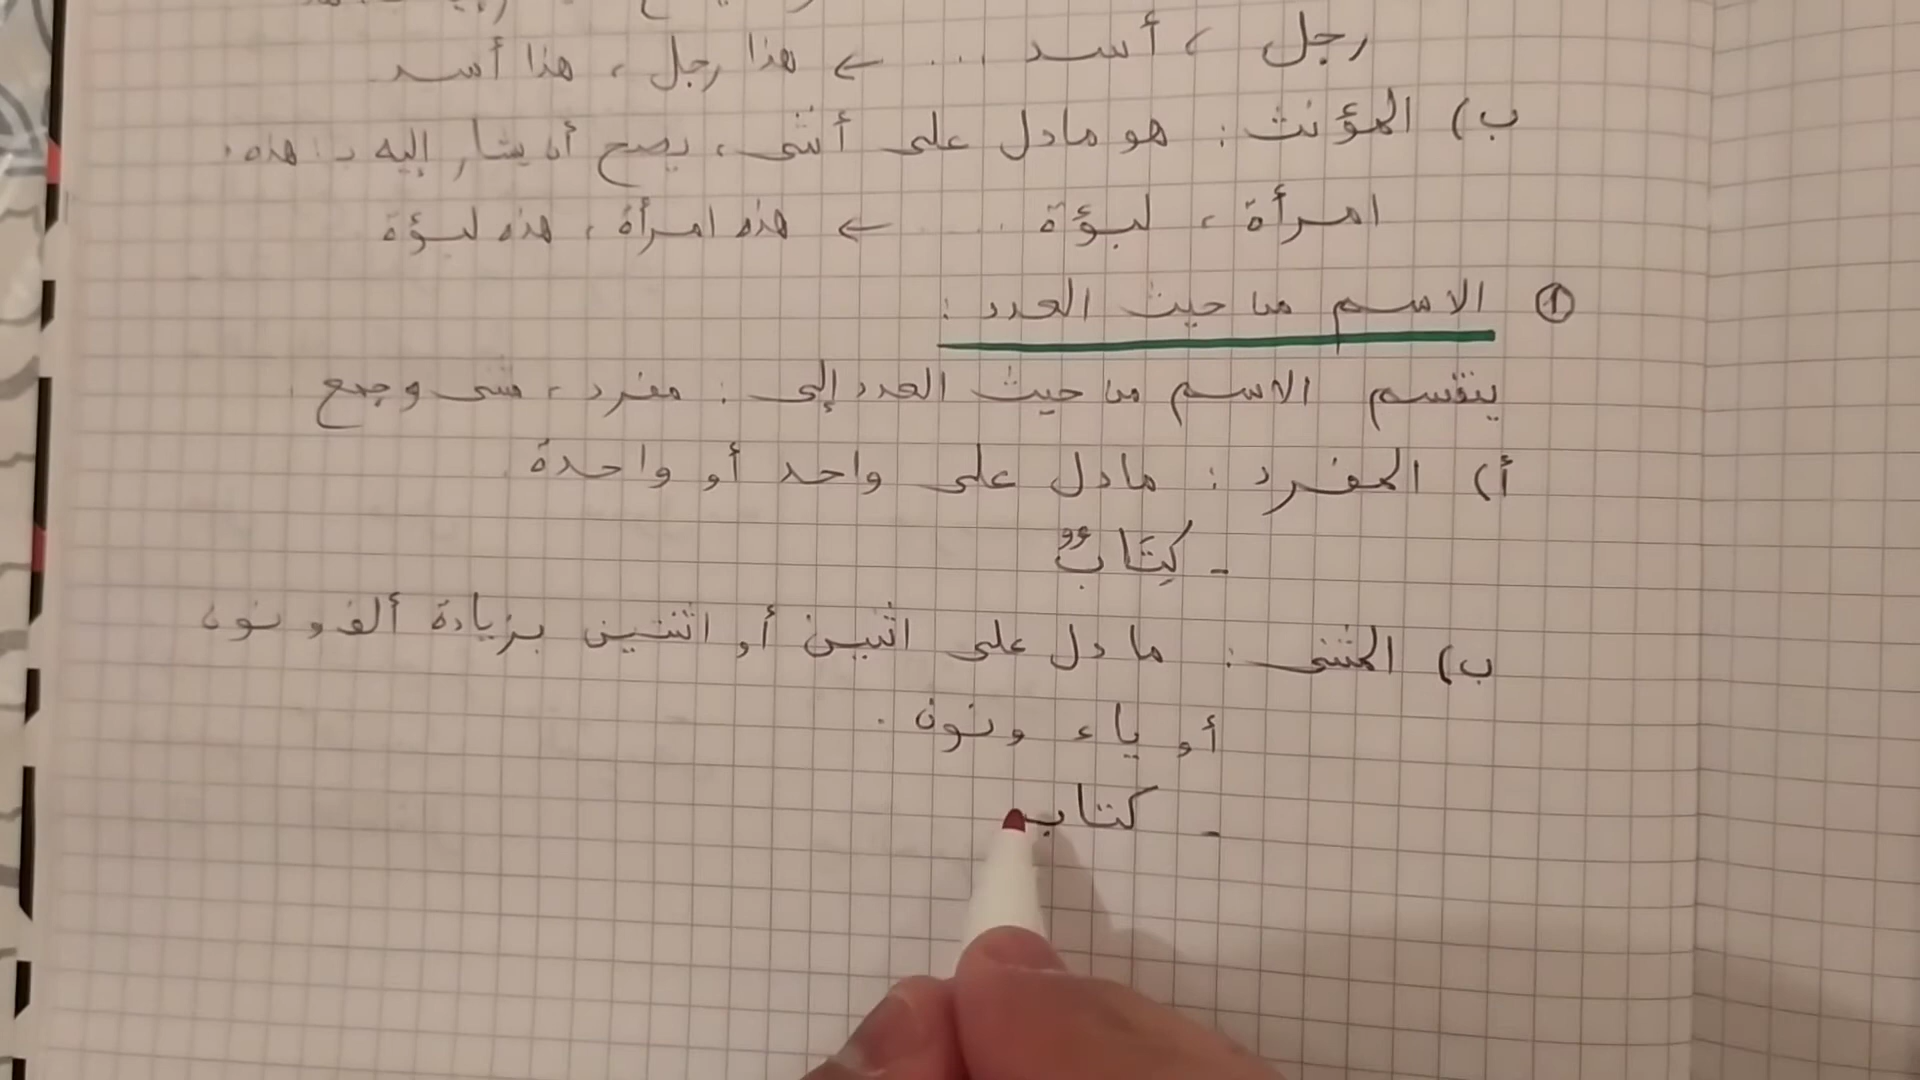 رجل ، أسد ... ← هذا رجل ، هذا أسد
ب) المؤنث : هو ما دل على أنثى ، يصح أن يشار إليه بـ : هذه .
امرأة ، لبؤة ... ← هذه امرأة ، هذه لبؤة
① الاسم من حيث العدد :
ينقسم الاسم من حيث العدد إلى : مفرد ، مثنى وجمع .
أ) المفرد : ما دل على واحد أو واحدة
- كِتَابٌ
ب) المثنى : ما دل على اثنين أو اثنتين بزيادة ألف و نون
أو ياء و نون .
- كتاب